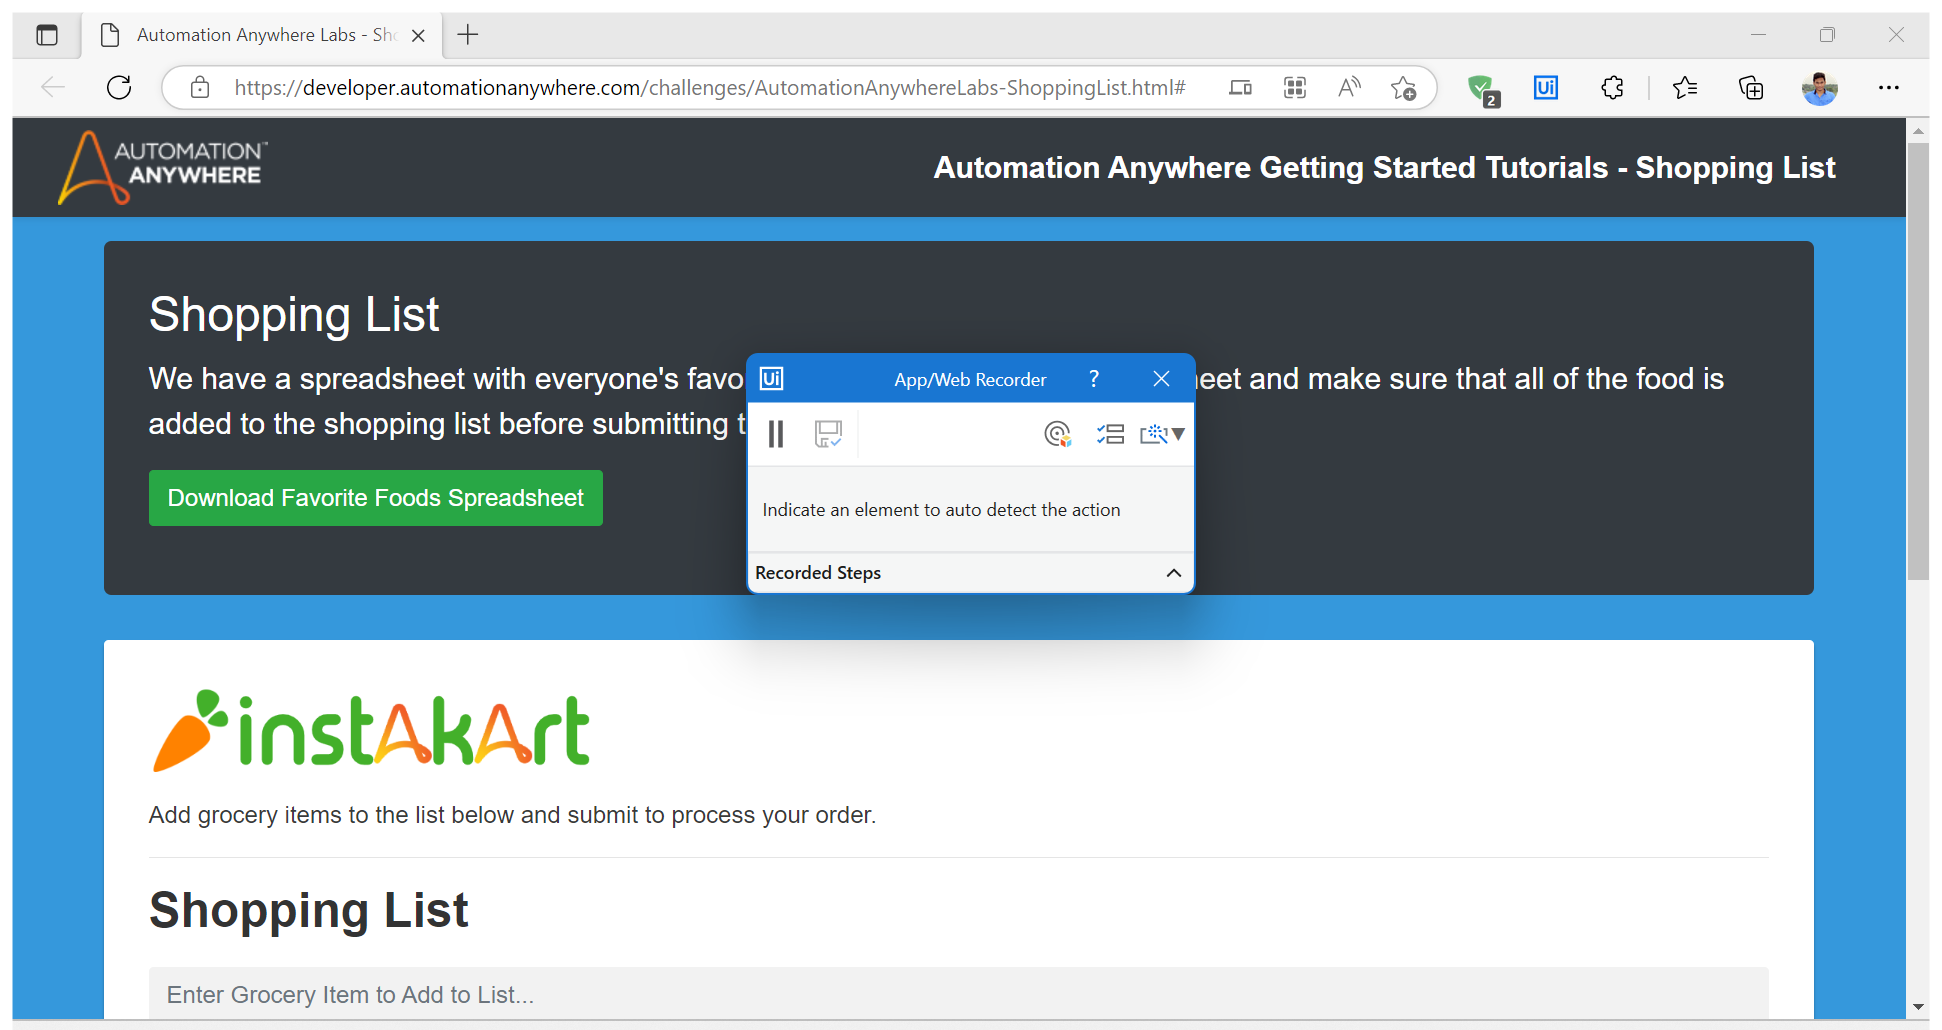 Automation Anywhere Labs - Sho
https://developer.automationanywhere.com/challenges/AutomationAnywhereLabs-ShoppingList.html#
2
Ui
AUTOMATION™
ANYWHERE
Automation Anywhere Getting Started Tutorials - Shopping List
Shopping List
We have a spreadsheet with everyone's favo
eet and make sure that all of the food is
added to the shopping list before submitting t
Download Favorite Foods Spreadsheet
Ui
App/Web Recorder
?
Indicate an element to auto detect the action
Recorded Steps
instAkArt
Add grocery items to the list below and submit to process your order.
Shopping List
Enter Grocery Item to Add to List...